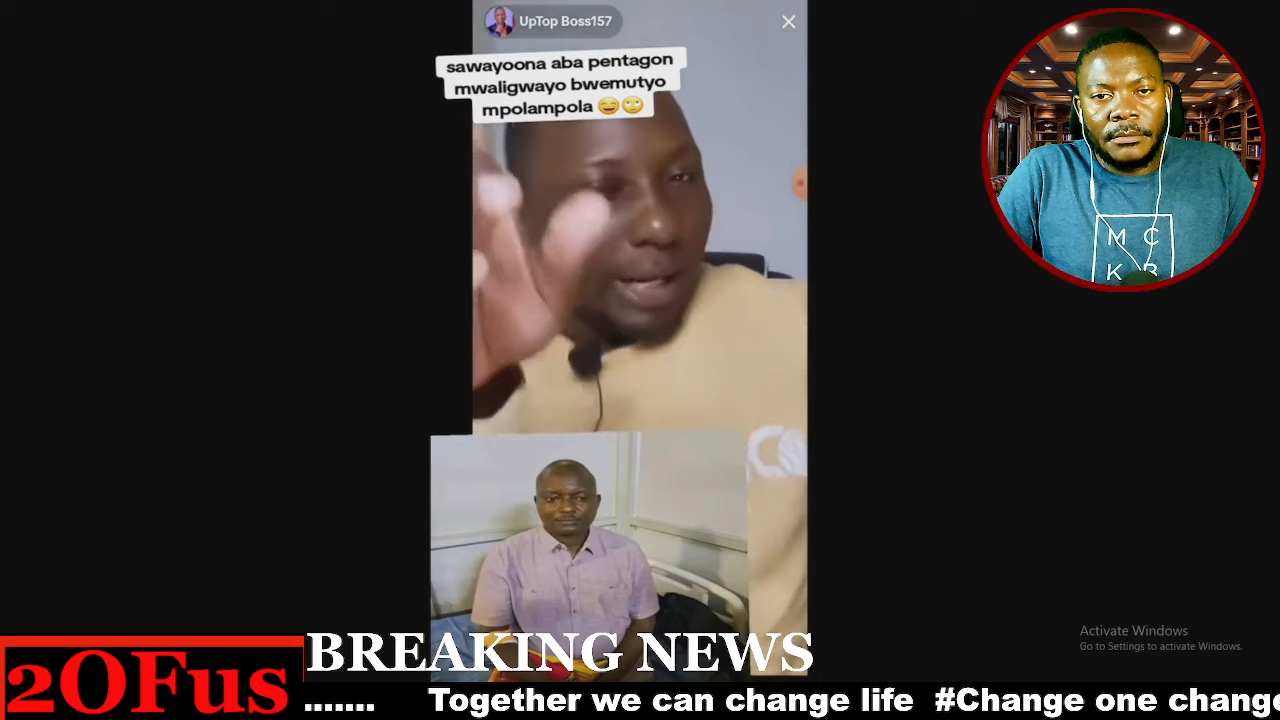 UpTop Boss157
sawayoona aba pentagon
mwaligwayo bwemutyo
mpolampola 😅🙄
M C
K B
Activate Windows
Go to Settings to activate Windows.
BREAKING NEWS
2OFus
....... Together we can change life #Change one change